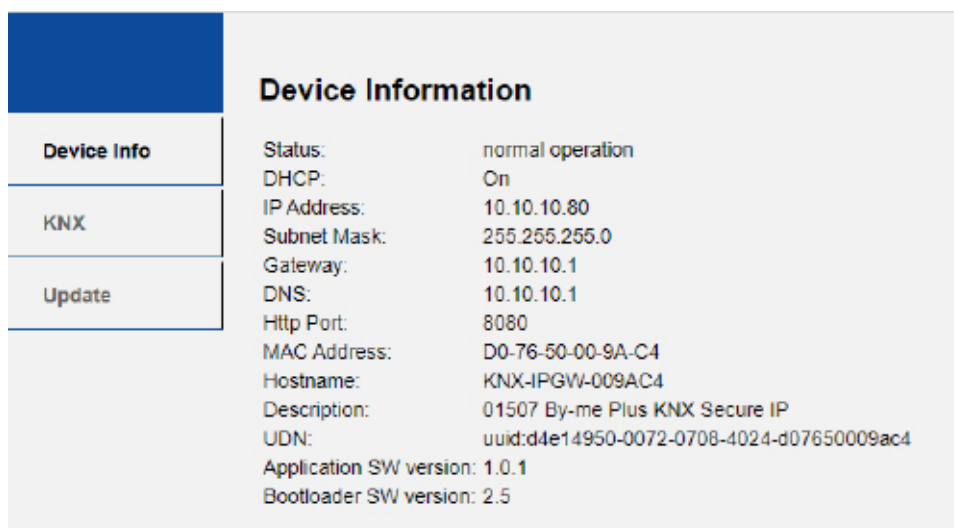 Device Information
Device Info
KNX
Update
Status: normal operation
DHCP: On
IP Address: 10.10.10.80
Subnet Mask: 255.255.255.0
Gateway: 10.10.10.1
DNS: 10.10.10.1
Http Port: 8080
MAC Address: D0-76-50-00-9A-C4
Hostname: KNX-IPGW-009AC4
Description: 01507 By-me Plus KNX Secure IP
UDN: uuid:d4e14950-0072-0708-4024-d07650009ac4
Application SW version: 1.0.1
Bootloader SW version: 2.5